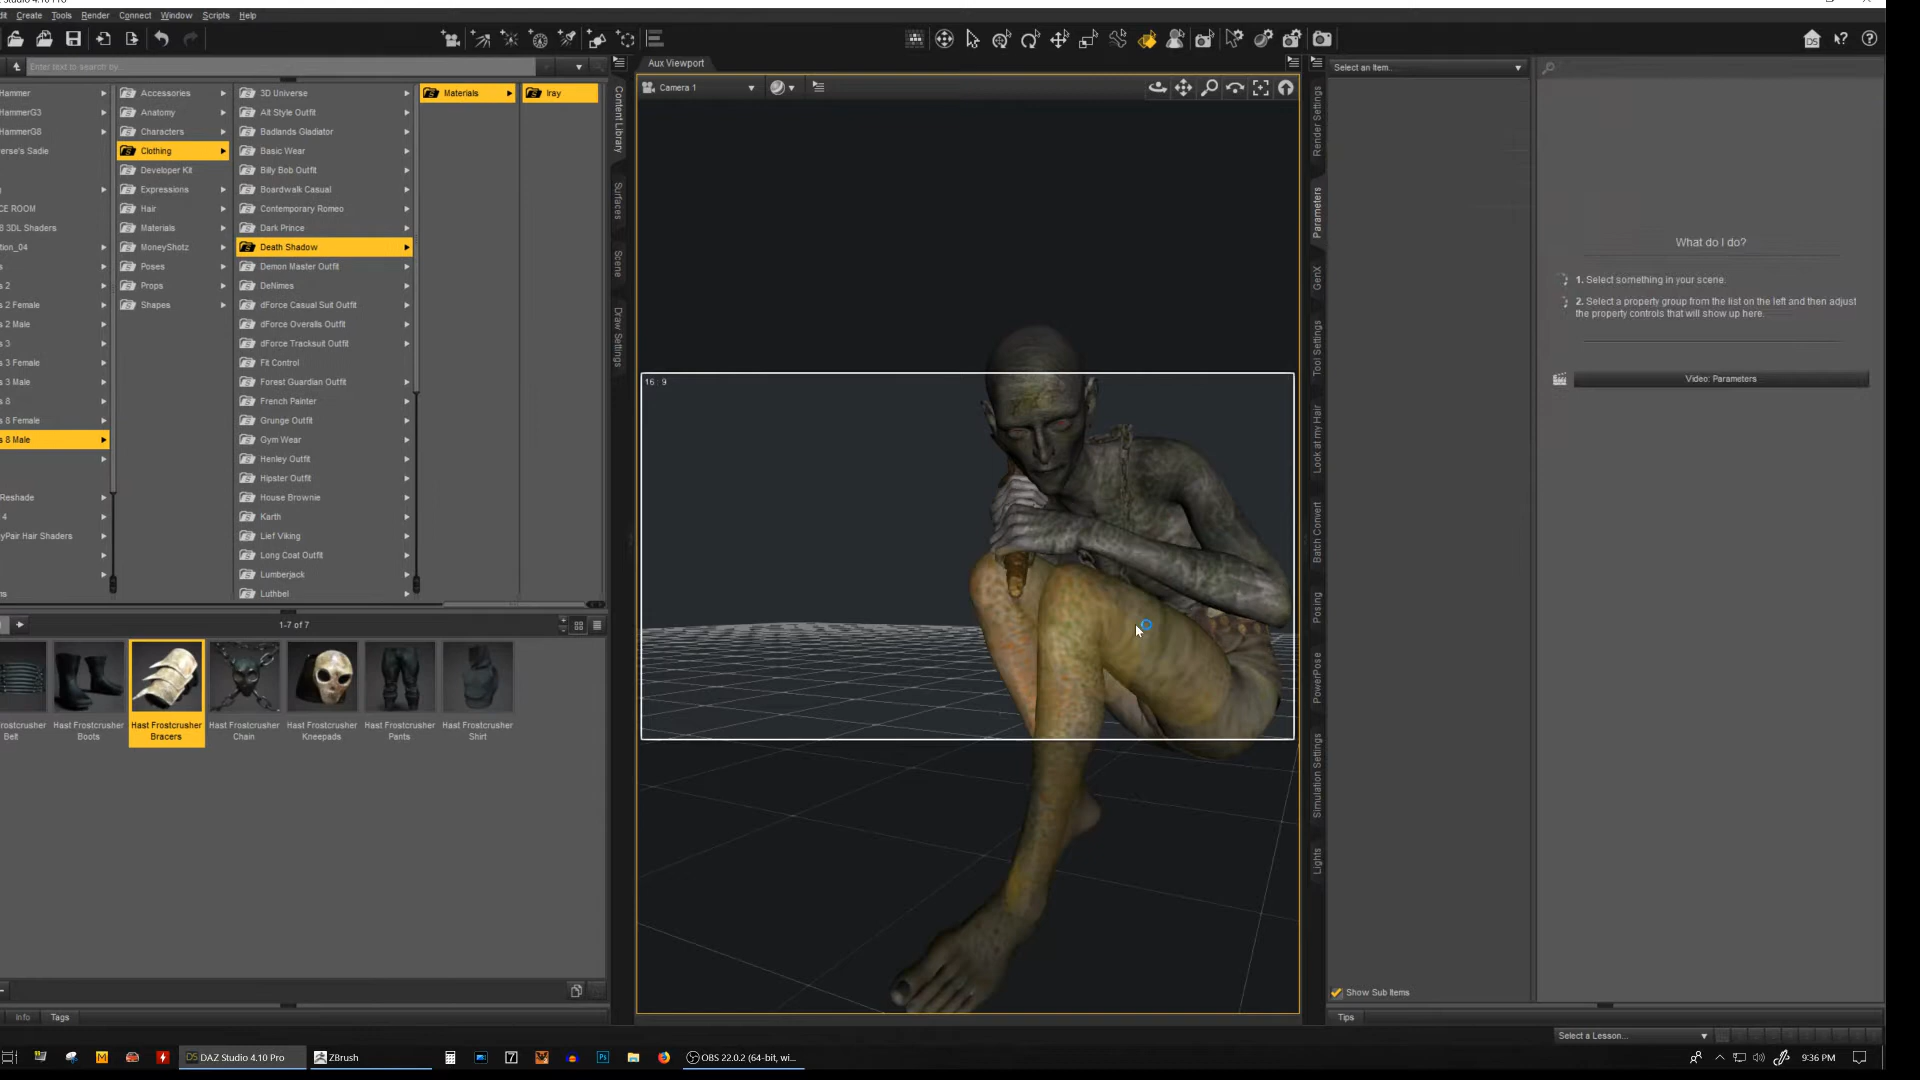 Studio 4.10 Pro
dit Create Tools Render Connect Window Scripts Help
Enter text to search by...
Hammer
HammerG3
HammerG8
erse's Sadie
CE ROOM
8 3DL Shaders
tion_04
s
s 2
s 2 Female
s 2 Male
s 3
s 3 Female
s 3 Male
s 8
s 8 Female
s 8 Male
Reshade
4
yPair Hair Shaders
ms
Accessories
Anatomy
Characters
Clothing
Developer Kit
Expressions
Hair
Materials
MoneyShotz
Poses
Props
Shapes
3D Universe
Alt Style Outfit
Badlands Gladiator
Basic Wear
Billy Bob Outfit
Boardwalk Casual
Contemporary Romeo
Dark Prince
Death Shadow
Demon Master Outfit
DeNimes
dForce Casual Suit Outfit
dForce Overalls Outfit
dForce Tracksuit Outfit
Fit Control
Forest Guardian Outfit
French Painter
Grunge Outfit
Gym Wear
Henley Outfit
Hipster Outfit
House Brownie
Karth
Lief Viking
Long Coat Outfit
Lumberjack
Luthbel
Materials
Iray
1-7 of 7
rostcrusher
Belt
Hast Frostcrusher
Boots
Hast Frostcrusher
Bracers
Hast Frostcrusher
Chain
Hast Frostcrusher
Kneepads
Hast Frostcrusher
Pants
Hast Frostcrusher
Shirt
Info Tags
Content Library
Surfaces
Scene
Draw Settings
Aux Viewport
Camera 1
16 : 9
Render Settings
Parameters
GenX
Tool Settings
Look at my Hair
Batch Convert
Posing
PowerPose
Simulation Settings
Lights
Select an Item..
What do I do?
1. Select something in your scene.
2. Select a property group from the list on the left and then adjust
the property controls that will show up here.
Video: Parameters
Show Sub Items
Tips
Select a Lesson...
DAZ Studio 4.10 Pro
ZBrush
OBS 22.0.2 (64-bit, wi...
9:36 PM